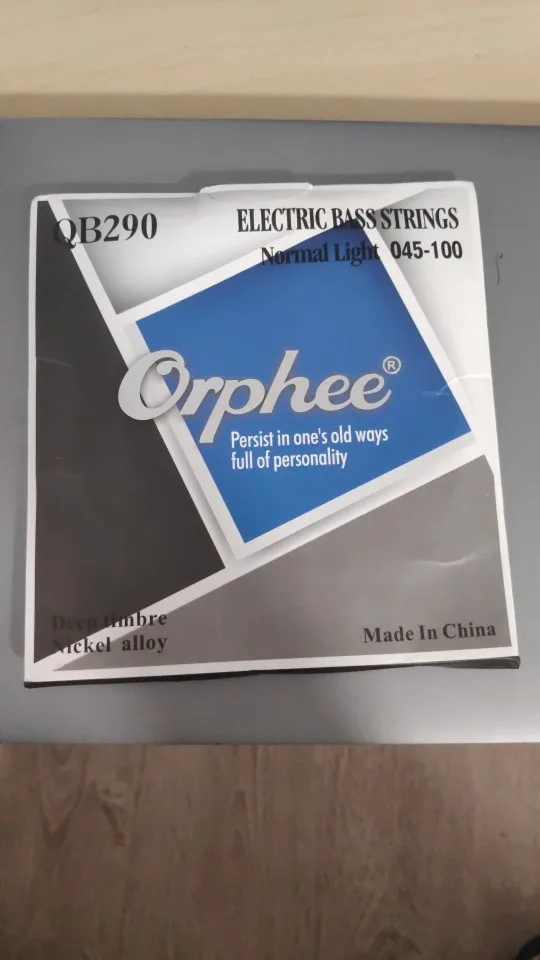 QB290
ELECTRIC BASS STRINGS
Normal Light 045-100
Orphee®
Persist in one's old ways
full of personality
Deep timbre
Nickel alloy
Made In China